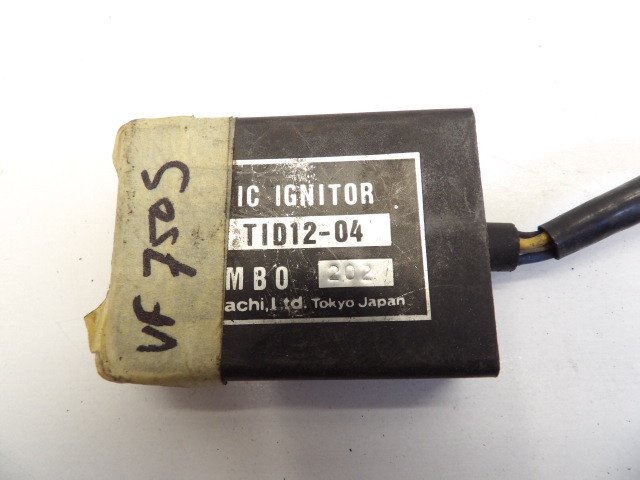 VF 750S
IC IGNITOR
TID12-04
MBO 202
achi, Ltd. Tokyo Japan